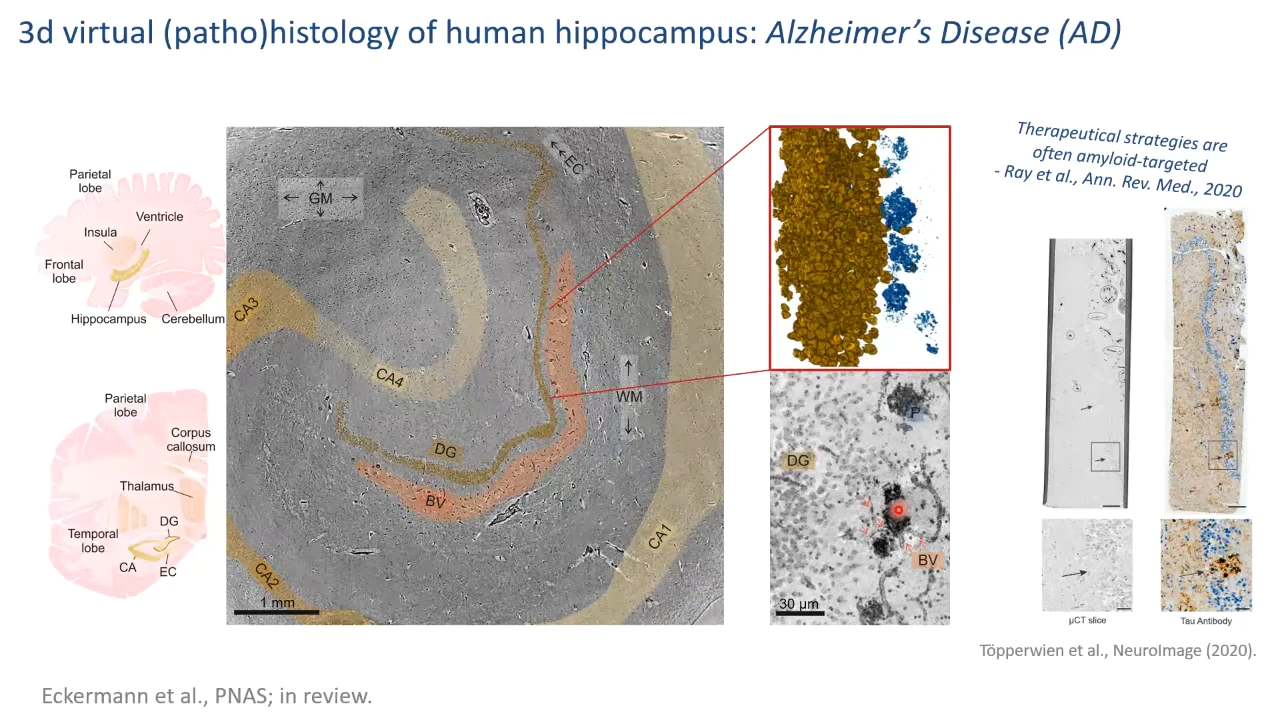 3d virtual (patho)histology of human hippocampus: Alzheimer's Disease (AD)
Parietal
lobe
Ventricle
Insula
Frontal
lobe
Hippocampus
Cerebellum
Parietal
lobe
Corpus
callosum
Thalamus
DG
Temporal
lobe
CA
EC
GM
EC
CA3
CA4
WM
DG
BV
CA1
CA2
1 mm
P
DG
BV
30 µm
Therapeutical strategies are
often amyloid-targeted
- Ray et al., Ann. Rev. Med., 2020
µCT slice
Tau Antibody
Töpperwien et al., NeuroImage (2020).
Eckermann et al., PNAS; in review.